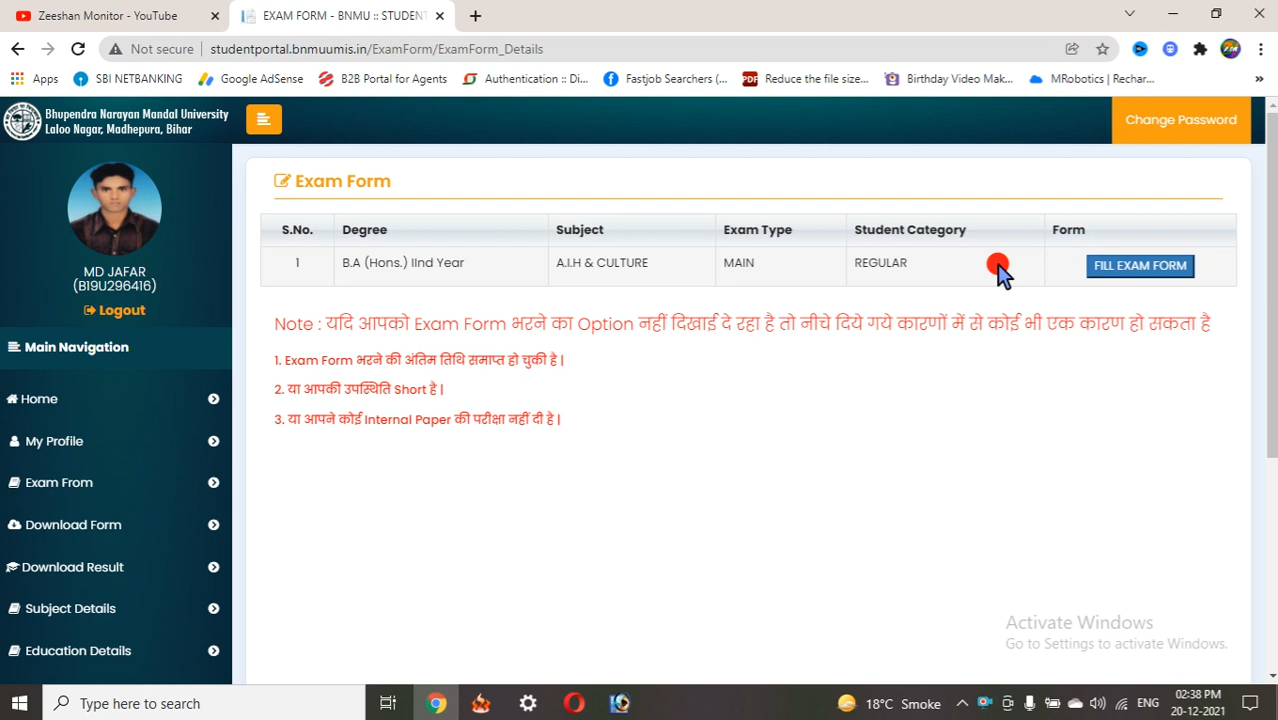 Zeeshan Monitor - YouTube
EXAM FORM - BNMU :: STUDENT
Not secure studentportal.bnmuumis.in/ExamForm/ExamForm_Details
Apps SBI NETBANKING Google AdSense B2B Portal for Agents Authentication :: Di... Fastjob Searchers (... PDF Reduce the file size... Birthday Video Mak... MRobotics | Rechar... »
Bhupendra Narayan Mandal University
Laloo Nagar, Madhepura, Bihar
Change Password
MD JAFAR
(B19U296416)
Logout
Main Navigation
Home
My Profile
Exam From
Download Form
Download Result
Subject Details
Education Details
Exam Form
S.No. Degree Subject Exam Type Student Category Form
1 B.A (Hons.) IInd Year A.I.H & CULTURE MAIN REGULAR FILL EXAM FORM
Note : यदि आपको Exam Form भरने का Option नहीं दिखाई दे रहा है तो नीचे दिये गये कारणों में से कोई भी एक कारण हो सकता है
1. Exam Form भरने की अंतिम तिथि समाप्त हो चुकी हे |
2. या आपकी उपस्थिति Short है |
3. या आपने कोई Internal Paper की परीक्षा नहीं दी हे |
Activate Windows
Go to Settings to activate Windows.
Type here to search
18°C Smoke
ENG
02:38 PM
20-12-2021